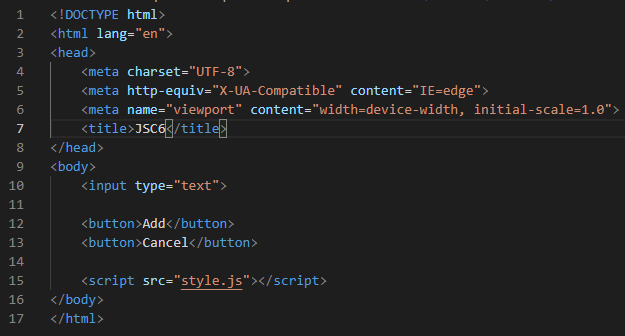 1 <!DOCTYPE html>
2 <html lang="en">
3 <head>
4     <meta charset="UTF-8">
5     <meta http-equiv="X-UA-Compatible" content="IE=edge">
6     <meta name="viewport" content="width=device-width, initial-scale=1.0">
7     <title>JSC6</title>
8 </head>
9 <body>
10     <input type="text">
11
12     <button>Add</button>
13     <button>Cancel</button>
14
15     <script src="style.js"></script>
16 </body>
17 </html>